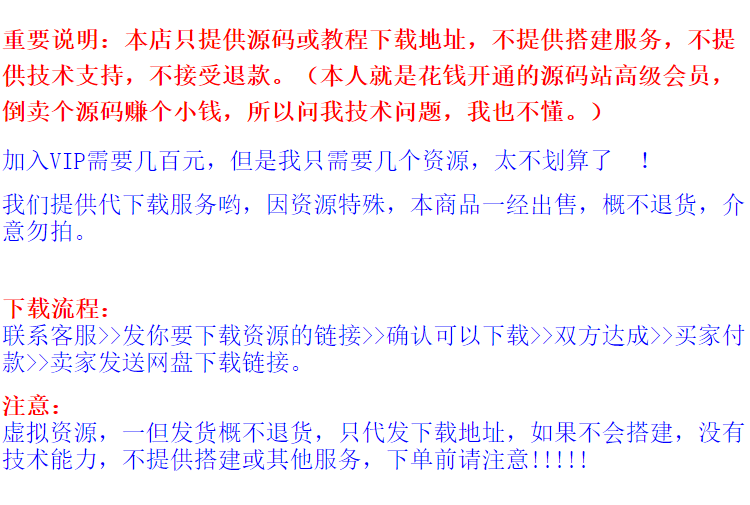 重要说明：本店只提供源码或教程下载地址，不提供搭建服务，不提
供技术支持，不接受退款。（本人就是花钱开通的源码站高级会员，
倒卖个源码赚个小钱，所以问我技术问题，我也不懂。）
加入VIP需要几百元，但是我只需要几个资源，太不划算了　！
我们提供代下载服务哟，因资源特殊，本商品一经出售，概不退货，介
意勿拍。
下载流程：
联系客服>>发你要下载资源的链接>>确认可以下载>>双方达成>>买家付
款>>卖家发送网盘下载链接。
注意：
虚拟资源，一但发货概不退货，只代发下载地址，如果不会搭建，没有
技术能力，不提供搭建或其他服务，下单前请注意!!!!!